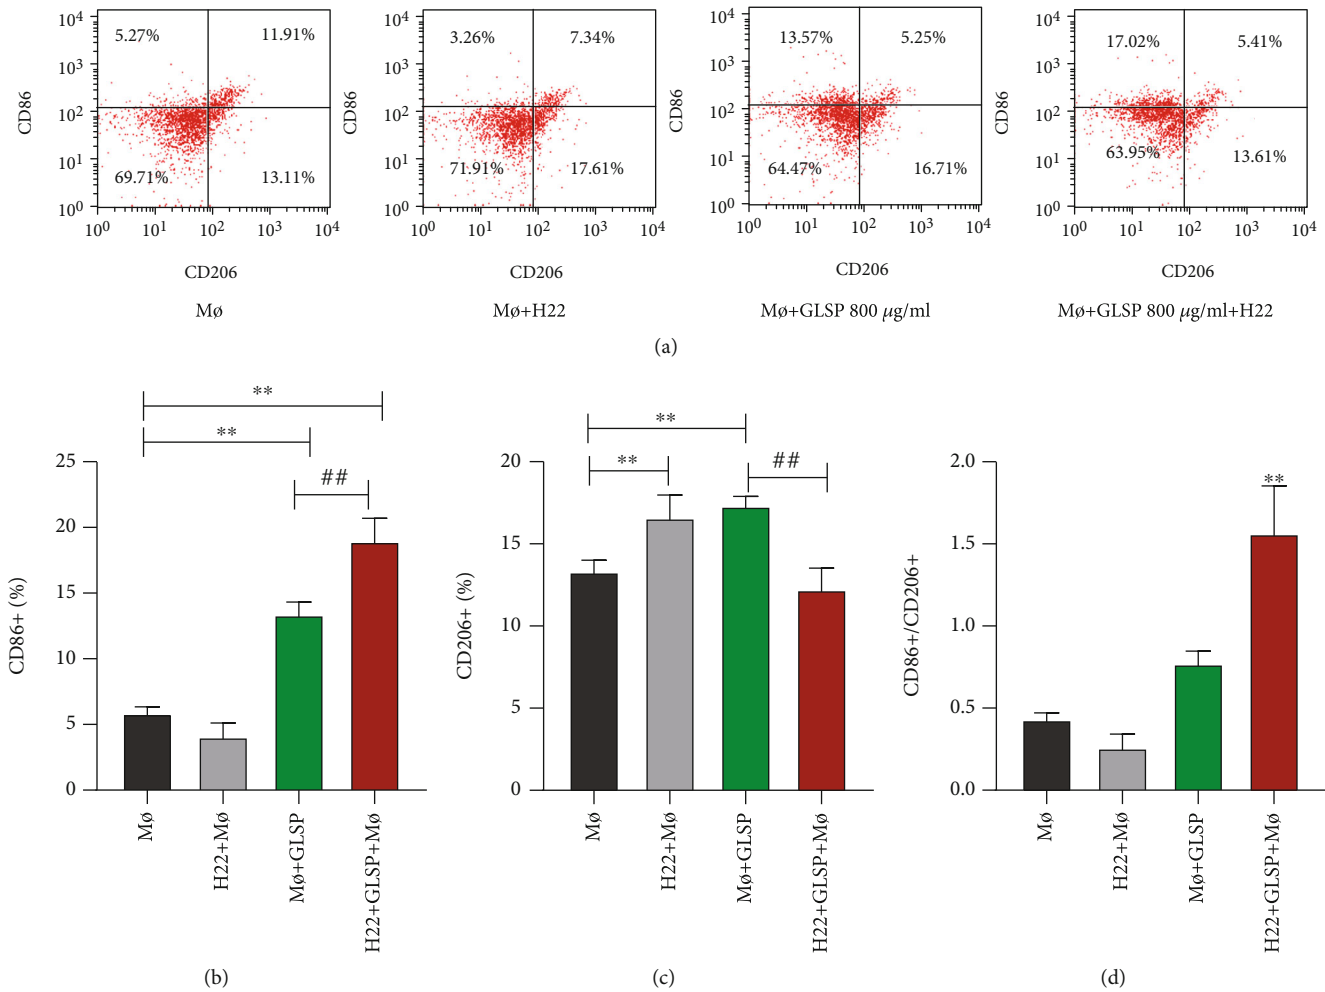 10⁴ 10³ 10² 10¹ 10⁰
CD86
5.27% 11.91%
69.71% 13.11%
10⁰ 10¹ 10² 10³ 10⁴
CD206
Mø
10⁴ 10³ 10² 10¹ 10⁰
CD86
3.26% 7.34%
71.91% 17.61%
10⁰ 10¹ 10² 10³ 10⁴
CD206
Mø+H22
10⁴ 10³ 10² 10¹ 10⁰
CD86
13.57% 5.25%
64.47% 16.71%
10⁰ 10¹ 10² 10³ 10⁴
CD206
Mø+GLSP 800 μg/ml
10⁴ 10³ 10² 10¹ 10⁰
CD86
17.02% 5.41%
63.95% 13.61%
10⁰ 10¹ 10² 10³ 10⁴
CD206
Mø+GLSP 800 μg/ml+H22
(a)
**
**
##
25
20
15
10
5
0
CD86+ (%)
Mø
H22+Mø
Mø+GLSP
H22+GLSP+Mø
(b)
**
**
##
20
15
10
5
0
CD206+ (%)
Mø
H22+Mø
Mø+GLSP
H22+GLSP+Mø
(c)
**
2.0
1.5
1.0
0.5
0.0
CD86+/CD206+
Mø
H22+Mø
Mø+GLSP
H22+GLSP+Mø
(d)